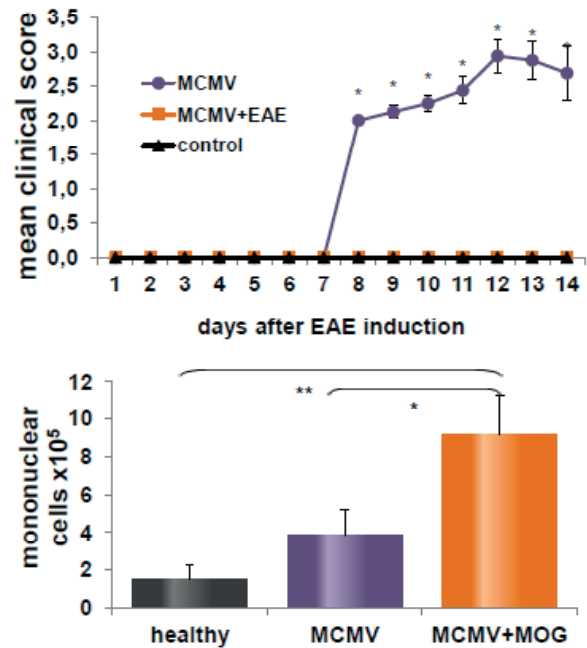 mean clinical score
3,5
3,0
2,5
2,0
1,5
1,0
0,5
0,0
MCMV
MCMV+EAE
control
* * * * * * *
1 2 3 4 5 6 7 8 9 10 11 12 13 14
days after EAE induction
mononuclear
cells x10⁵
12
10
8
6
4
2
0
**
*
healthy MCMV MCMV+MOG